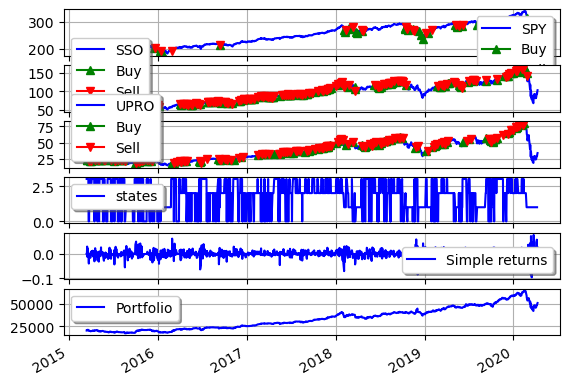 300
200
SPY
Buy
150
100
50
SSO
Buy
Sell
75
50
25
UPRO
Buy
Sell
2.5
0.0
states
0.0
−0.1
Simple returns
50000
25000
Portfolio
2015
2016
2017
2018
2019
2020